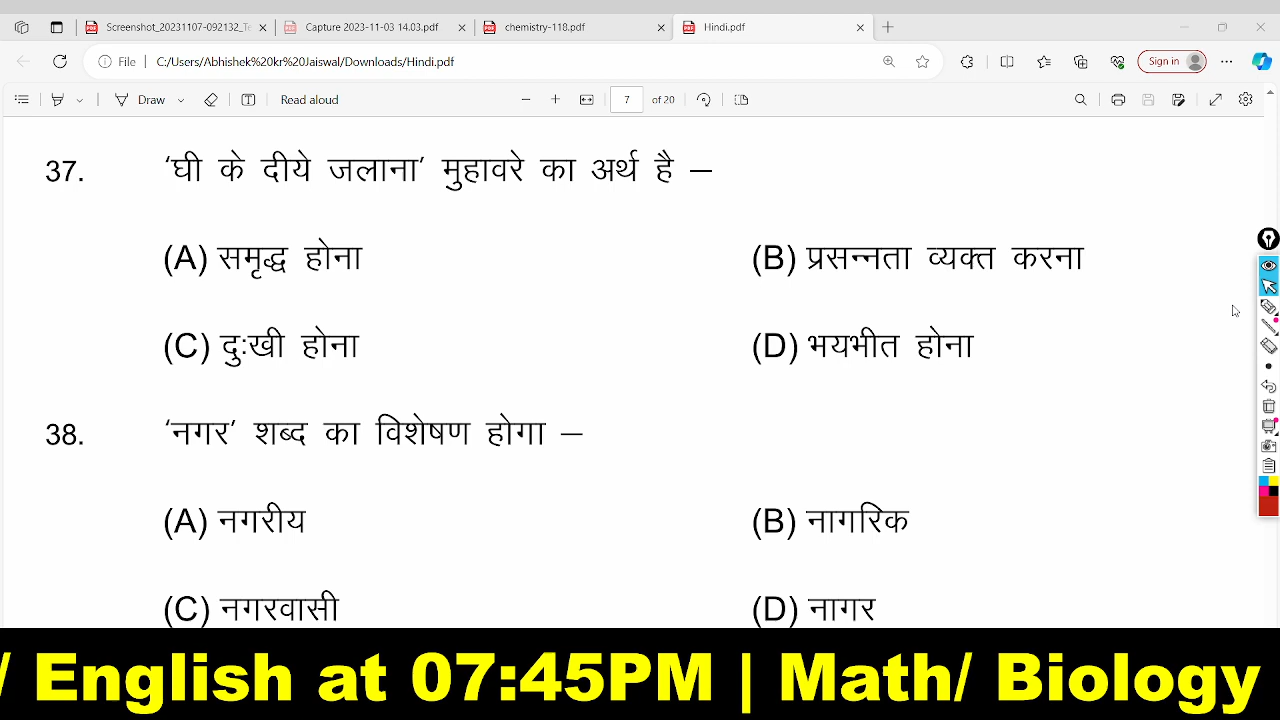 Screenshot_20231107-092132_Te
Capture 2023-11-03 14.03.pdf
chemistry-118.pdf
Hindi.pdf
File C:/Users/Abhishek%20kr%20Jaiswal/Downloads/Hindi.pdf
Sign in
Draw Read aloud 7 of 20
37. ‘घी के दीये जलाना’ मुहावरे का अर्थ है –
(A) समृद्ध होना (B) प्रसन्नता व्यक्त करना
(C) दुःखी होना (D) भयभीत होना
38. ‘नगर’ शब्द का विशेषण होगा –
(A) नगरीय (B) नागरिक
(C) नगरवासी (D) नागर
/ English at 07:45PM | Math/ Biology